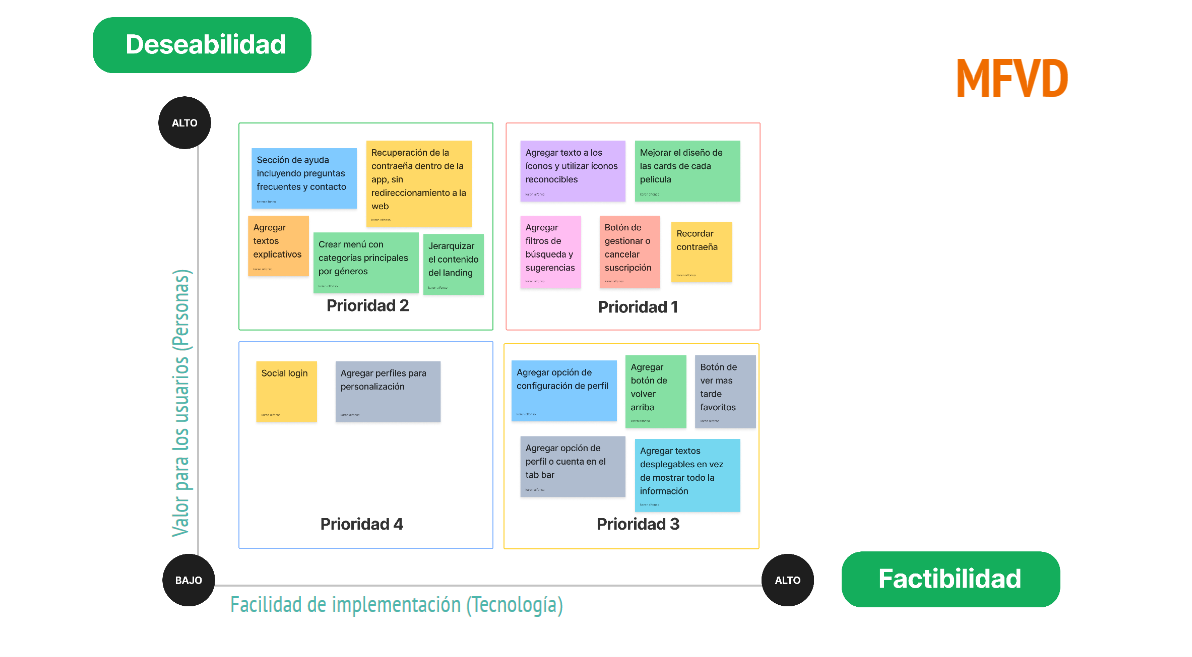 Deseabilidad
MFVD
ALTO
Sección de ayuda
incluyendo preguntas
frecuentes y contacto
Recuperación de la
contraeña dentro de la
app, sin
redireccionamiento a la
web
Agregar
textos
explicativos
Crear menú con
categorías principales
por géneros
Jerarquizar
el contenido
del landing
Prioridad 2
Agregar texto a los
íconos y utilizar íconos
reconocibles
Mejorar el diseño de
las cards de cada
pelicula
Agregar
filtros de
búsqueda y
sugerencias
Botón de
gestionar o
cancelar
suscripción
Recordar
contraeña
Prioridad 1
Social login
Agregar perfiles para
personalización
Prioridad 4
Agregar opción de
configuración de perfil
Agregar
botón de
volver
arriba
Botón de
ver mas
tarde
favoritos
Agregar opción de
perfil o cuenta en el
tab bar
Agregar textos
desplegables en vez
de mostrar todo la
información
Prioridad 3
Valor para los usuarios (Personas)
BAJO
ALTO
Factibilidad
Facilidad de implementación (Tecnología)